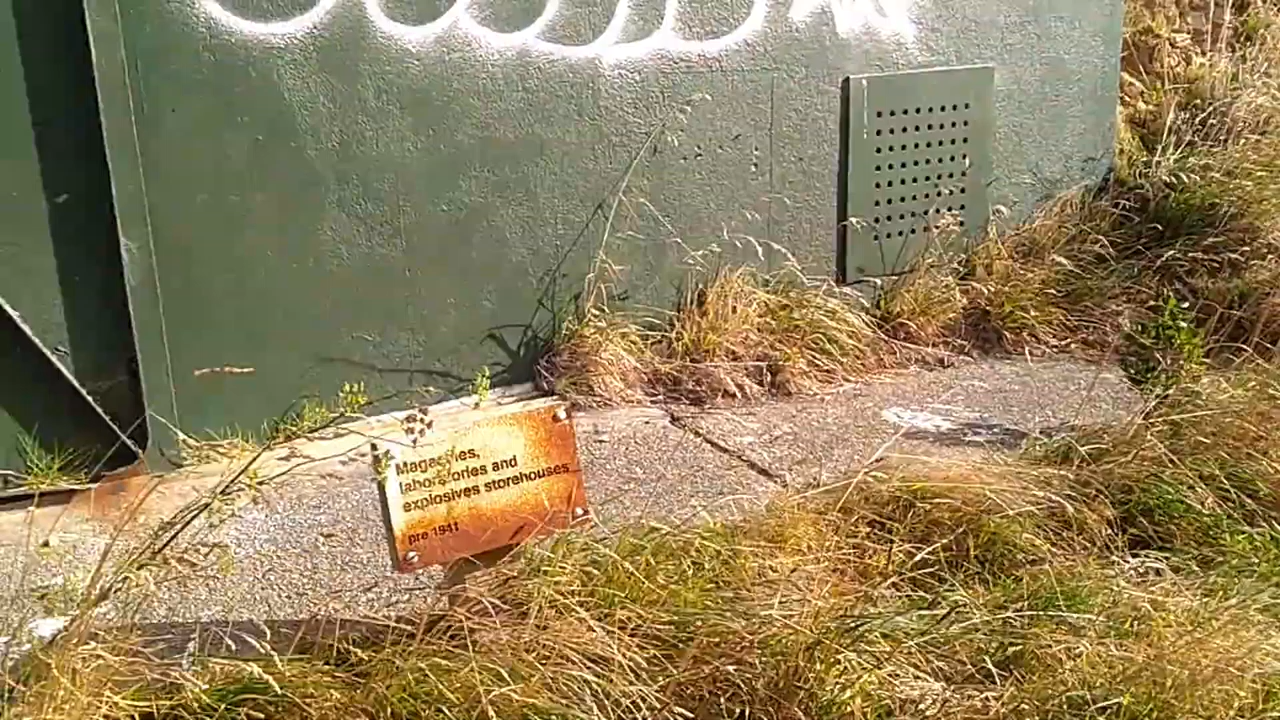 Magazines,
laboratories and
explosives storehouses
pre 1941